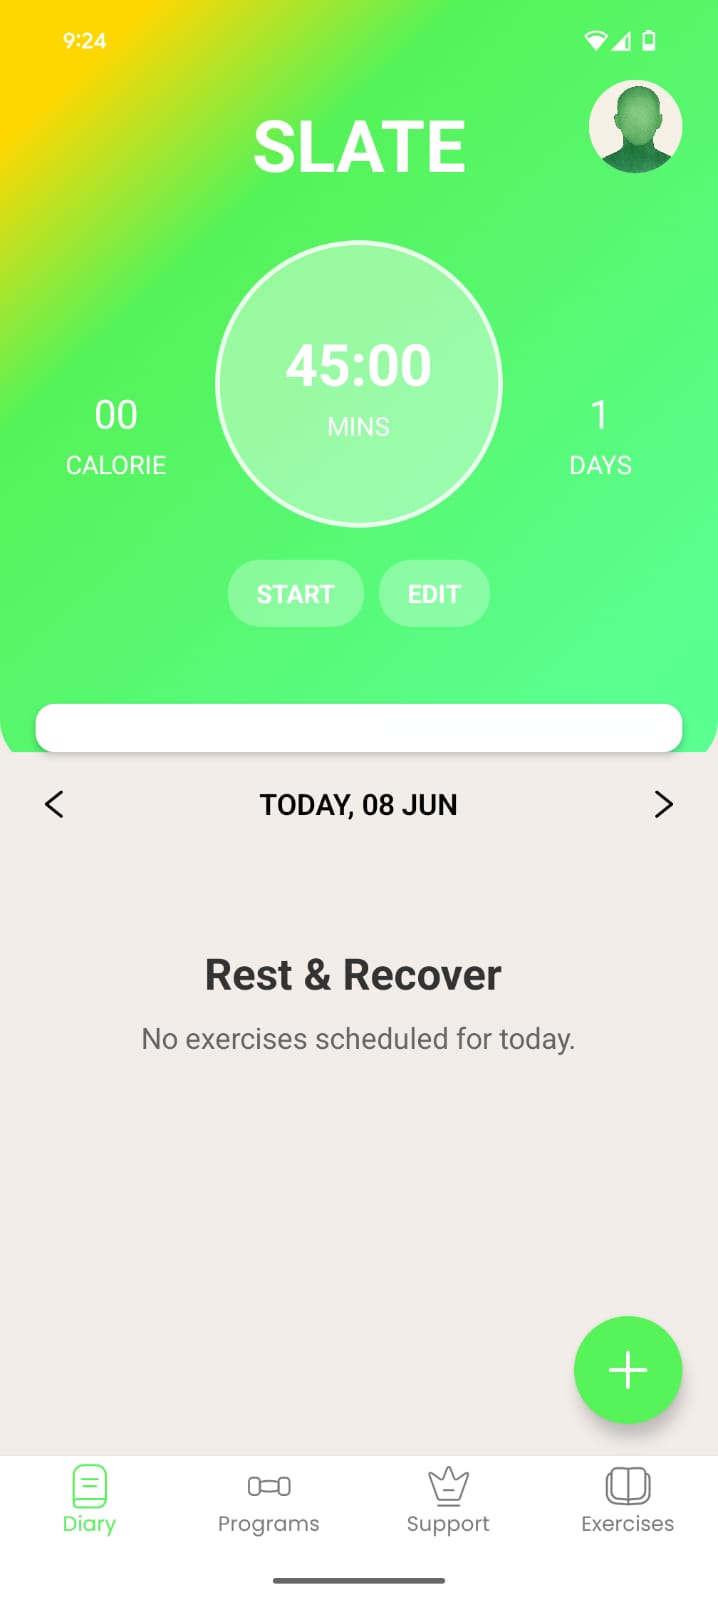 9:24
SLATE
45:00
MINS
00
CALORIE
1
DAYS
START EDIT
TODAY, 08 JUN
Rest & Recover
No exercises scheduled for today.
Diary Programs Support Exercises